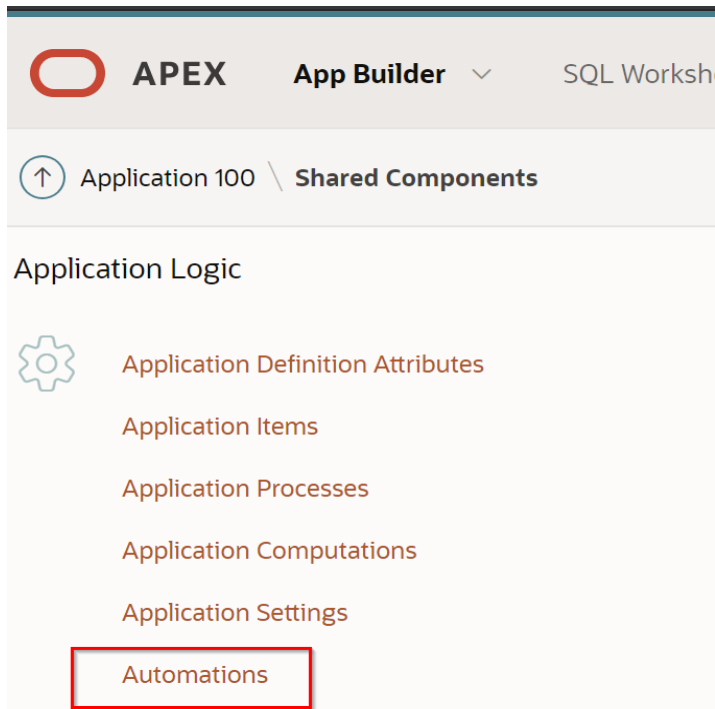 APEX App Builder SQL
Application 100 \ Shared Components
Application Logic
Application Definition Attributes
Application Items
Application Processes
Application Computations
Application Settings
Automations